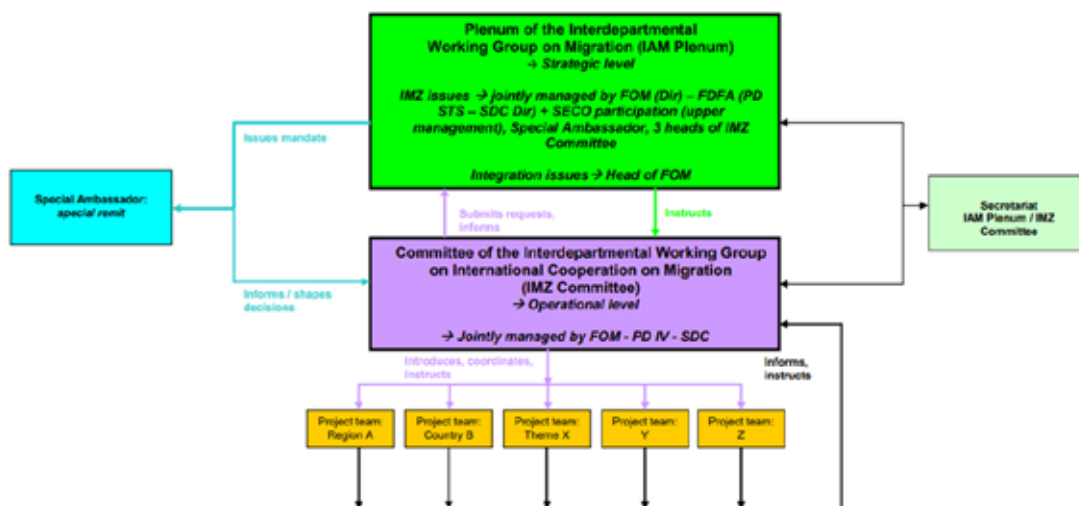 Plenum of the Interdepartmental
Working Group on Migration (IAM Plenum)
→ Strategic level
IMZ issues → jointly managed by FOM (Dir) – FDFA (PD
STS – SDC Dir) + SECO participation (upper
management), Special Ambassador, 3 heads of IMZ
Committee
Integration issues → Head of FOM
Issues mandate
Special Ambassador:
special remit
Secretariat
IAM Plenum / IMZ
Committee
Submits requests,
informs
Instructs
Committee of the Interdepartmental Working Group
on International Cooperation on Migration
(IMZ Committee)
→ Operational level
→ Jointly managed by FOM - PD IV - SDC
Informs / shapes
decisions
Introduces, coordinates,
instructs
Informs,
instructs
Project team:
Region A
Project team:
Country B
Project team:
Theme X
Project team:
Y
Project team:
Z